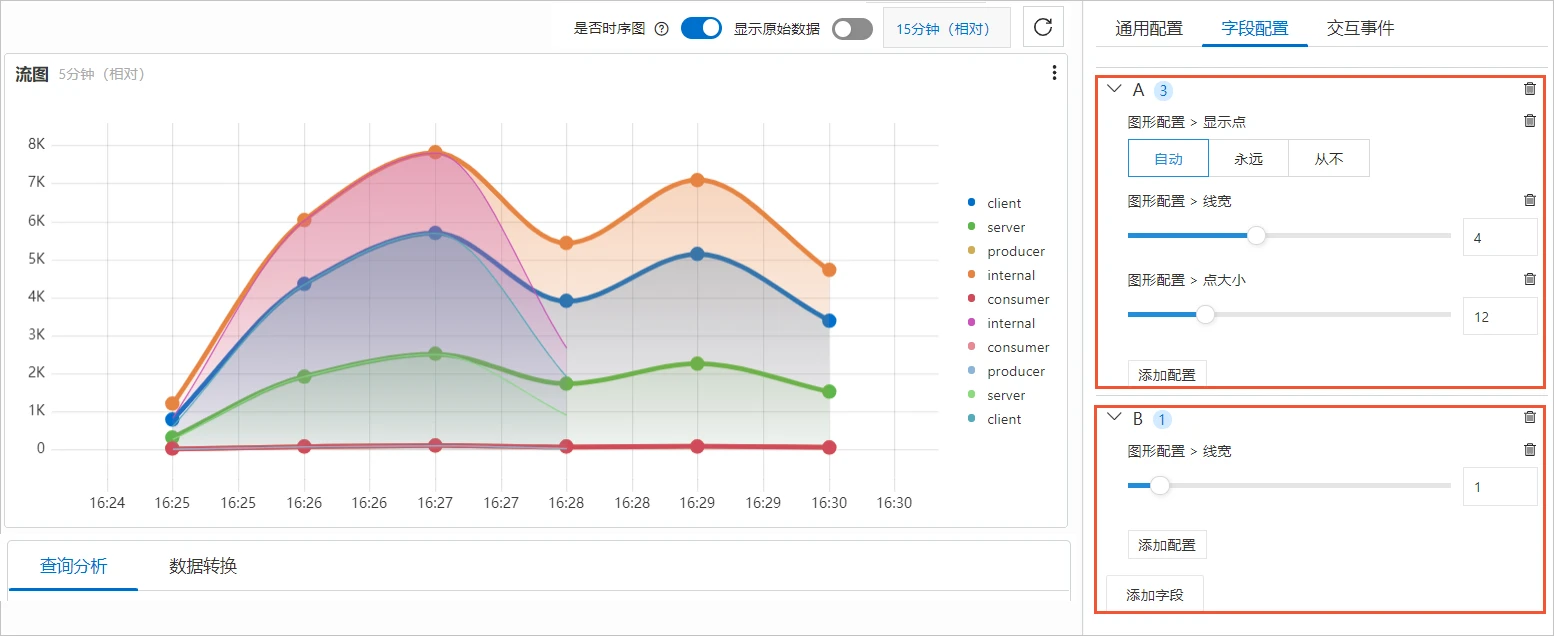 是否时序图 ? 显示原始数据 15分钟（相对）
流图 5分钟（相对）
8K
7K
6K
5K
4K
3K
2K
1K
0
16:24 16:25 16:25 16:26 16:26 16:27 16:27 16:28 16:28 16:29 16:29 16:30 16:30
client
server
producer
internal
consumer
internal
consumer
producer
server
client
查询分析 数据转换
通用配置 字段配置 交互事件
A 3
图形配置 > 显示点
自动 永远 从不
图形配置 > 线宽
4
图形配置 > 点大小
12
添加配置
B 1
图形配置 > 线宽
1
添加配置
添加字段